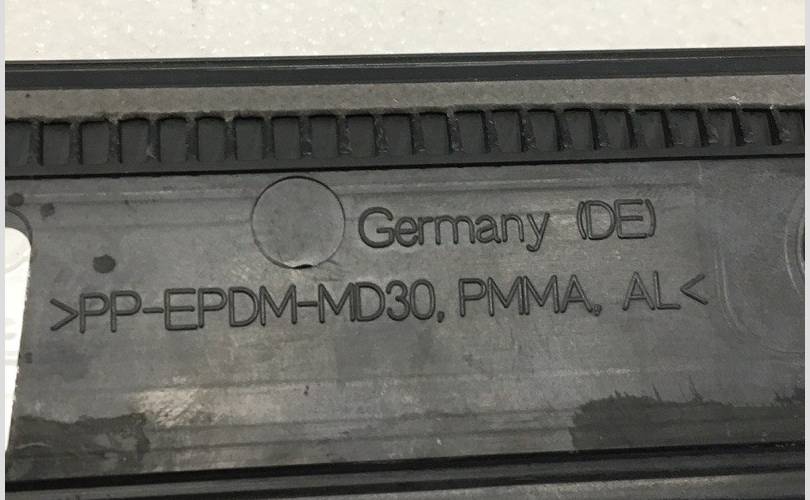 Germany (DE)
>PP-EPDM-MD30, PMMA, AL<